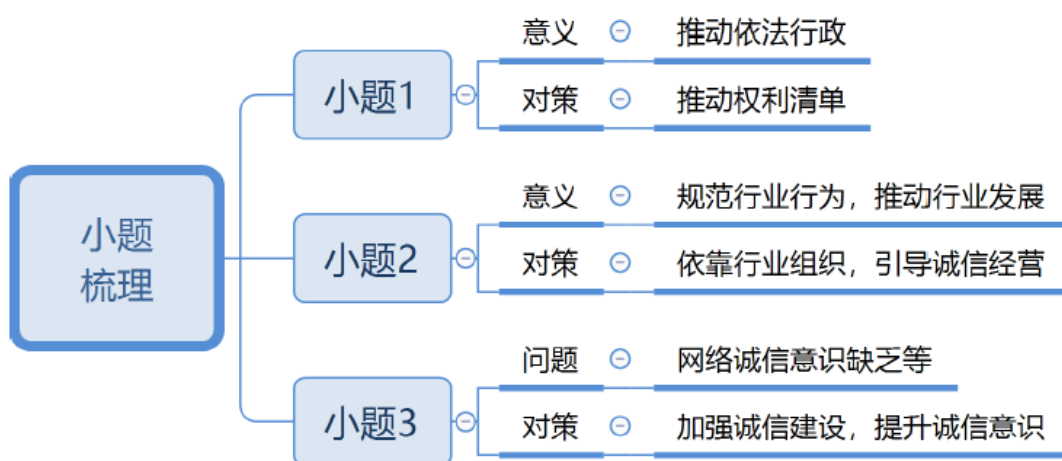 小题
梳理
小题1
意义
推动依法行政
对策
推动权利清单
小题2
意义
规范行业行为，推动行业发展
对策
依靠行业组织，引导诚信经营
小题3
问题
网络诚信意识缺乏等
对策
加强诚信建设，提升诚信意识